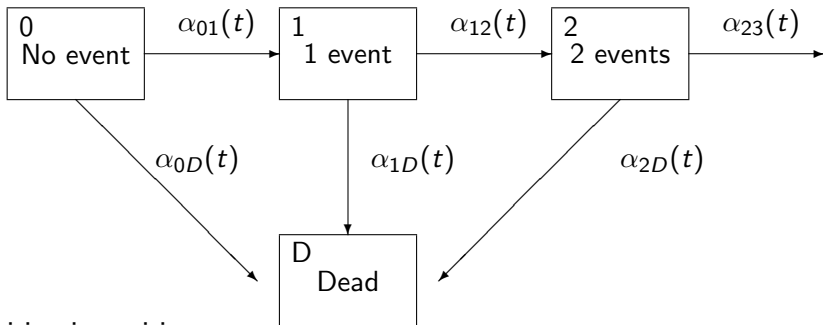 0
No event
α₀₁(t)
1
1 event
α₁₂(t)
2
2 events
α₂₃(t)
α₀D(t)
α₁D(t)
α₂D(t)
D
Dead